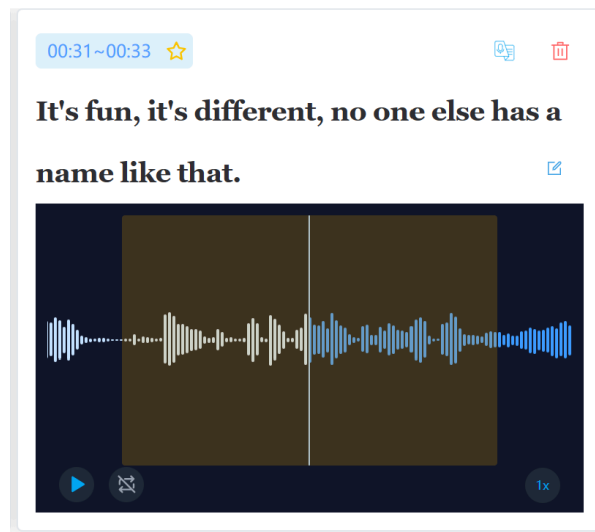 00:31~00:33
It's fun, it's different, no one else has a
name like that.
1x